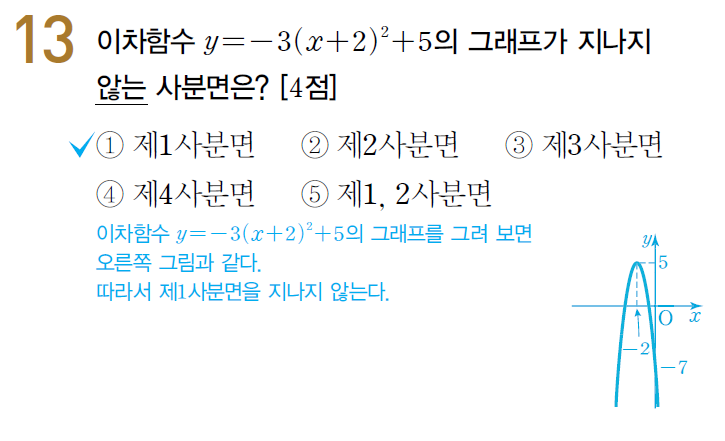 13 이차함수 y=-3(x+2)²+5의 그래프가 지나지
않는 사분면은? [4점]
① 제1사분면 ② 제2사분면 ③ 제3사분면
④ 제4사분면 ⑤ 제1, 2사분면
이차함수 y=-3(x+2)²+5의 그래프를 그려 보면
오른쪽 그림과 같다.
따라서 제1사분면을 지나지 않는다.
y
5
O x
-2
-7